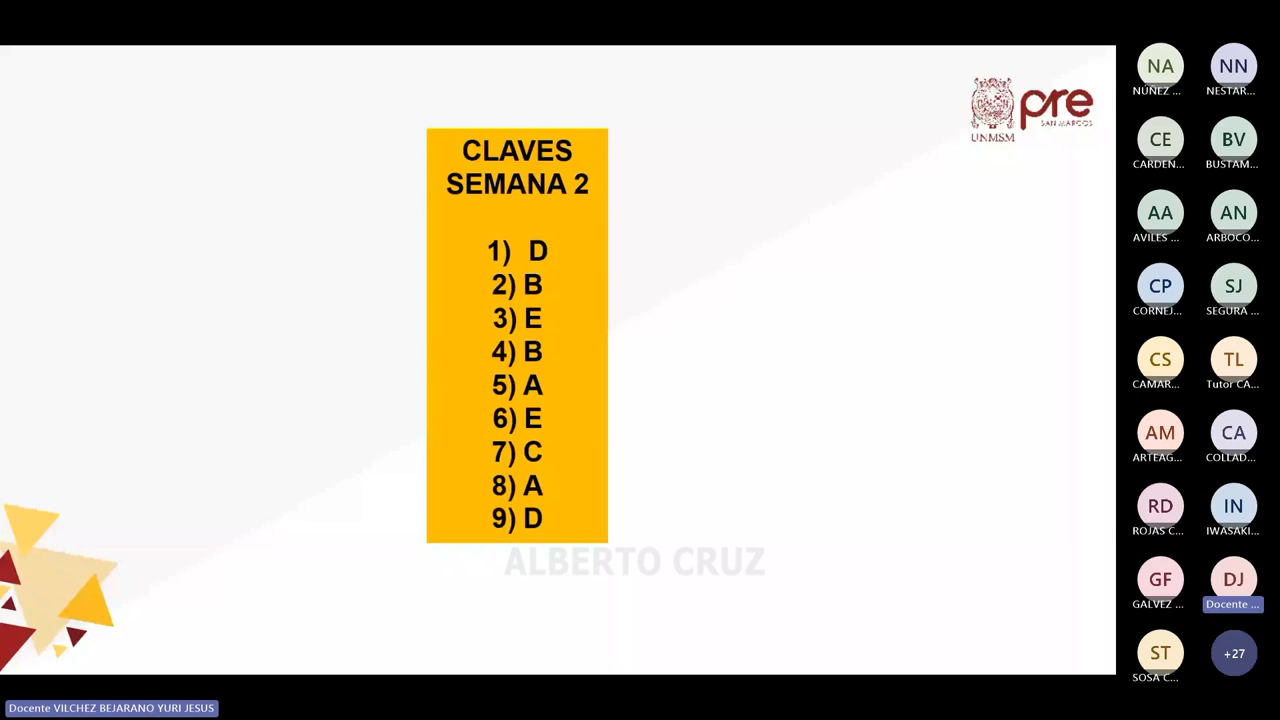 UNMSM
pre
SAN MARCOS
CLAVES
SEMANA 2
1) D
2) B
3) E
4) B
5) A
6) E
7) C
8) A
9) D
ALBERTO CRUZ
NA
NUÑEZ ...
NN
NESTAR...
CE
CARDEN...
BV
BUSTAM...
AA
AVILES ...
AN
ARBOCO...
CP
CORNEJ...
SJ
SEGURA ...
CS
CAMAR...
TL
Tutor CA...
AM
ARTEAG...
CA
COLLAD...
RD
ROJAS C...
IN
IWASAKI...
GF
GALVEZ ...
DJ
Docente ...
ST
SOSA C...
+27
Docente VILCHEZ BEJARANO YURI JESUS